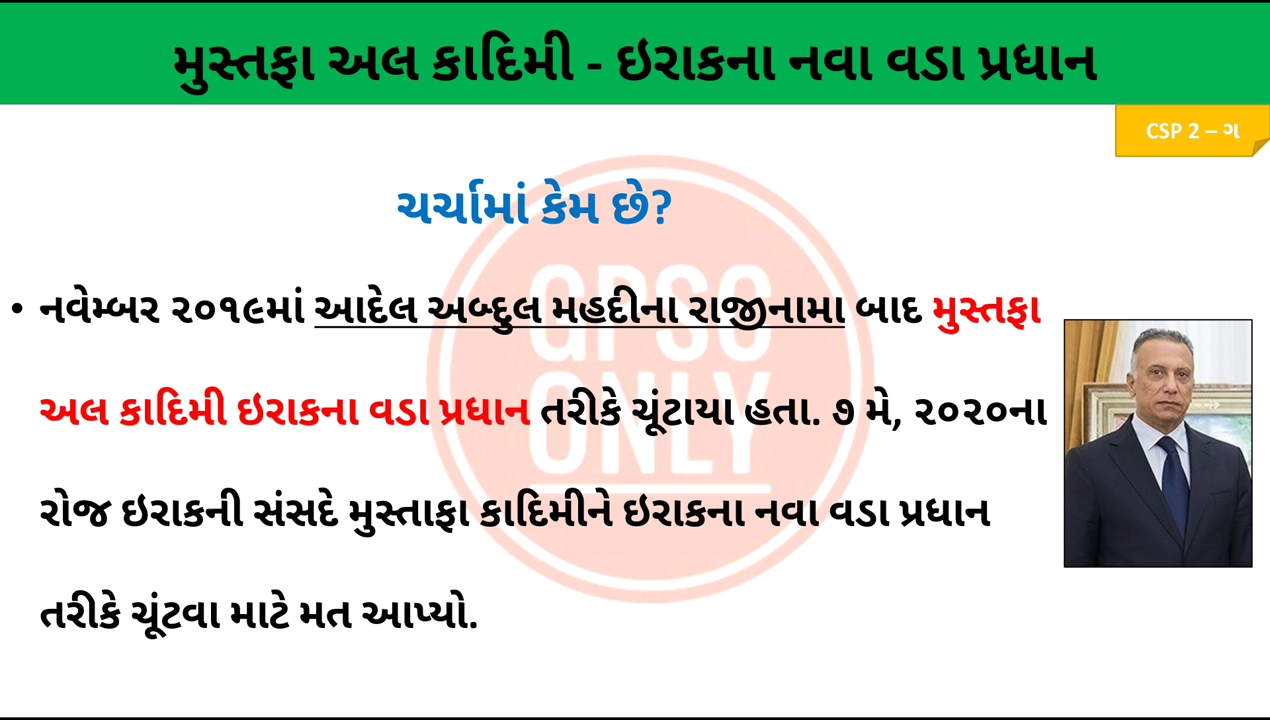 મુસ્તફા અલ કાદિમી - ઇરાકના નવા વડા પ્રધાન
CSP 2 – ગ
ચર્ચામાં કેમ છે?
• નવેમ્બર ૨૦૧૯માં આદેલ અબ્દુલ મહદીના રાજીનામા બાદ મુસ્તફા
અલ કાદિમી ઇરાકના વડા પ્રધાન તરીકે ચૂંટાયા હતા. ૭ મે, ૨૦૨૦ના
રોજ ઇરાકની સંસદે મુસ્તાફા કાદિમીને ઇરાકના નવા વડા પ્રધાન
તરીકે ચૂંટવા માટે મત આપ્યો.
GPSC
ONLY